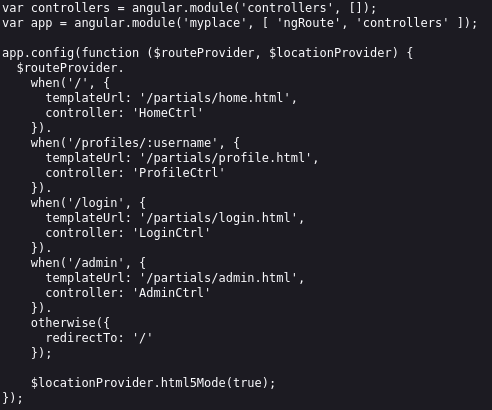 var controllers = angular.module('controllers', []);
var app = angular.module('myplace', [ 'ngRoute', 'controllers' ]);

app.config(function ($routeProvider, $locationProvider) {
  $routeProvider.
    when('/', {
      templateUrl: '/partials/home.html',
      controller: 'HomeCtrl'
    }).
    when('/profiles/:username', {
      templateUrl: '/partials/profile.html',
      controller: 'ProfileCtrl'
    }).
    when('/login', {
      templateUrl: '/partials/login.html',
      controller: 'LoginCtrl'
    }).
    when('/admin', {
      templateUrl: '/partials/admin.html',
      controller: 'AdminCtrl'
    }).
    otherwise({
      redirectTo: '/'
    });

    $locationProvider.html5Mode(true);
});